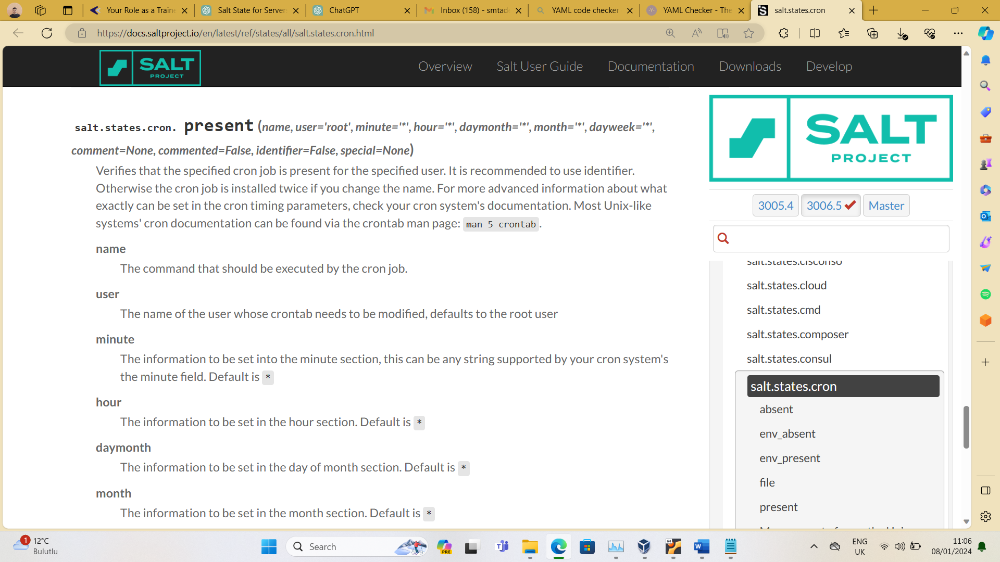 Your Role as a Traine
Salt State for Server
ChatGPT
Inbox (158) - smtad
YAML code checker
YAML Checker - The
salt.states.cron
https://docs.saltproject.io/en/latest/ref/states/all/salt.states.cron.html
SALT
PROJECT
Overview
Salt User Guide
Documentation
Downloads
Develop
salt.states.cron. present (name, user='root', minute='*', hour='*', daymonth='*', month='*', dayweek='*',
comment=None, commented=False, identifier=False, special=None)
Verifies that the specified cron job is present for the specified user. It is recommended to use identifier.
Otherwise the cron job is installed twice if you change the name. For more advanced information about what
exactly can be set in the cron timing parameters, check your cron system's documentation. Most Unix-like
systems' cron documentation can be found via the crontab man page: man 5 crontab.
name
The command that should be executed by the cron job.
user
The name of the user whose crontab needs to be modified, defaults to the root user
minute
The information to be set into the minute section, this can be any string supported by your cron system's
the minute field. Default is *
hour
The information to be set in the hour section. Default is *
daymonth
The information to be set in the day of month section. Default is *
month
The information to be set in the month section. Default is *
SALT
PROJECT
3005.4
3006.5
Master
salt.states.cisconso
salt.states.cloud
salt.states.cmd
salt.states.composer
salt.states.consul
salt.states.cron
absent
env_absent
env_present
file
present
1
12°C
Bulutlu
Search
PRE
64
ENG
UK
11:06
08/01/2024